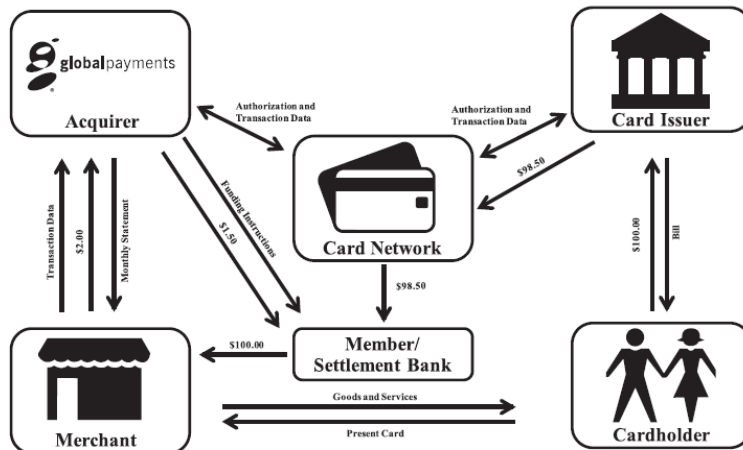 globalpayments
Acquirer
Card Issuer
Authorization and
Transaction Data
Authorization and
Transaction Data
$98.50
Card Network
Funding Instructions
$1.50
Transaction Data
$2.00
Monthly Statement
$100.00
Bill
$98.50
Member/
Settlement Bank
$100.00
Merchant
Goods and Services
Present Card
Cardholder